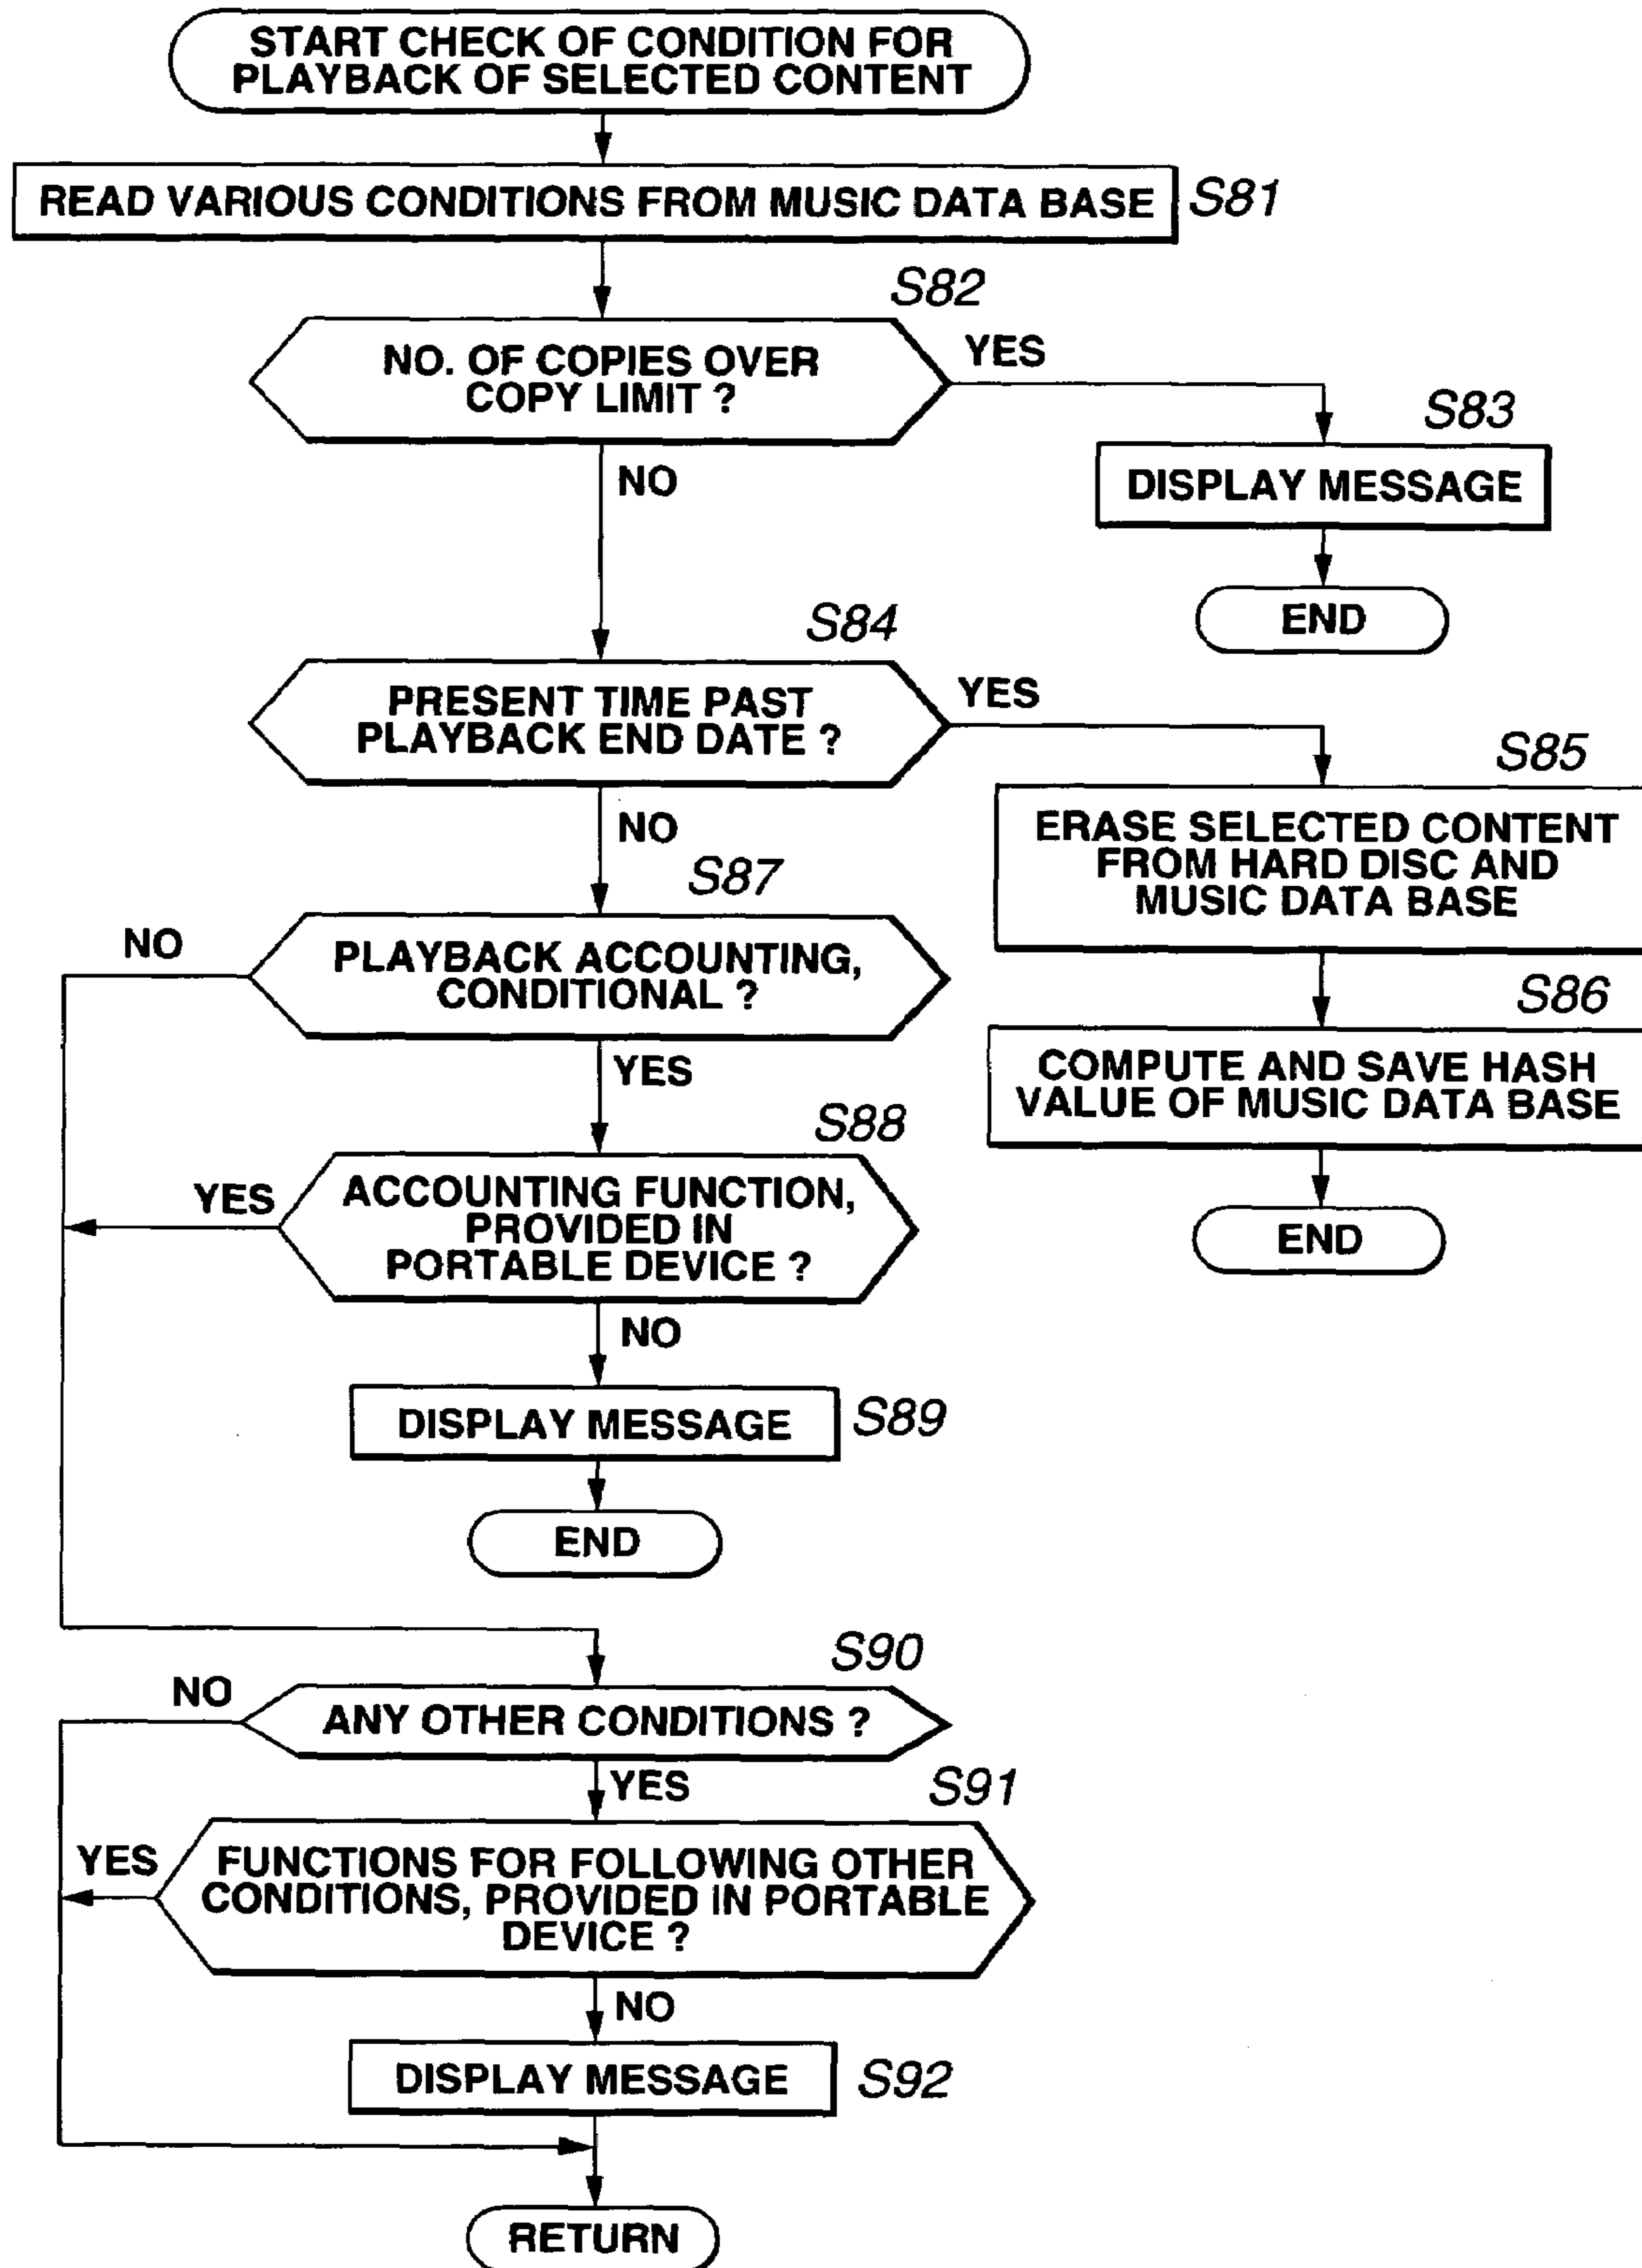 START CHECK OF CONDITION FOR
PLAYBACK OF SELECTED CONTENT
READ VARIOUS CONDITIONS FROM MUSIC DATA BASE
S81
S82
NO. OF COPIES OVER
COPY LIMIT ?
YES
S83
DISPLAY MESSAGE
END
NO
S84
PRESENT TIME PAST
PLAYBACK END DATE ?
YES
S85
ERASE SELECTED CONTENT
FROM HARD DISC AND
MUSIC DATA BASE
S86
COMPUTE AND SAVE HASH
VALUE OF MUSIC DATA BASE
END
NO
S87
PLAYBACK ACCOUNTING,
CONDITIONAL ?
NO
YES
S88
ACCOUNTING FUNCTION,
PROVIDED IN
PORTABLE DEVICE ?
YES
NO
DISPLAY MESSAGE
S89
END
S90
NO
ANY OTHER CONDITIONS ?
YES
S91
YES
FUNCTIONS FOR FOLLOWING OTHER
CONDITIONS, PROVIDED IN PORTABLE
DEVICE ?
NO
DISPLAY MESSAGE
S92
RETURN